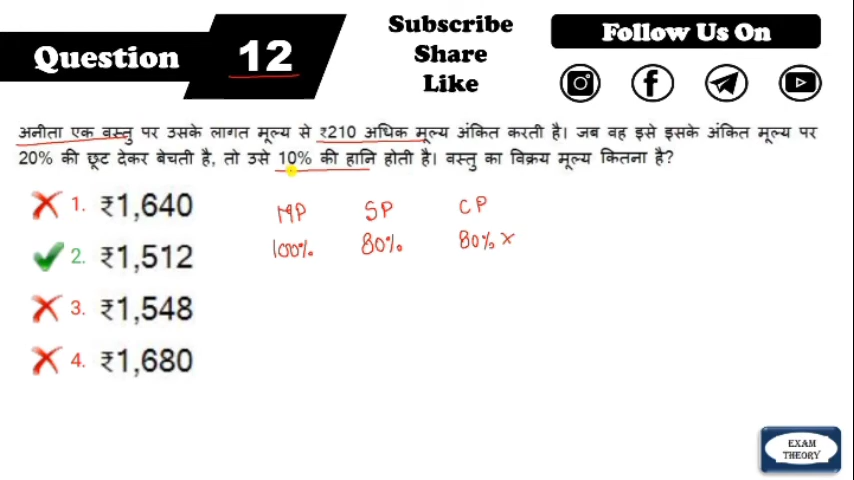 Question 12
Subscribe
Share
Like
Follow Us On
अनीता एक वस्तु पर उसके लागत मूल्य से ₹210 अधिक मूल्य अंकित करती है। जब वह इसे इसके अंकित मूल्य पर
20% की छूट देकर बेचती है, तो उसे 10% की हानि होती है। वस्तु का विक्रय मूल्य कितना है?
1. ₹1,640
2. ₹1,512
3. ₹1,548
4. ₹1,680
MP SP CP
100% 80% 80% x
EXAM
THEORY